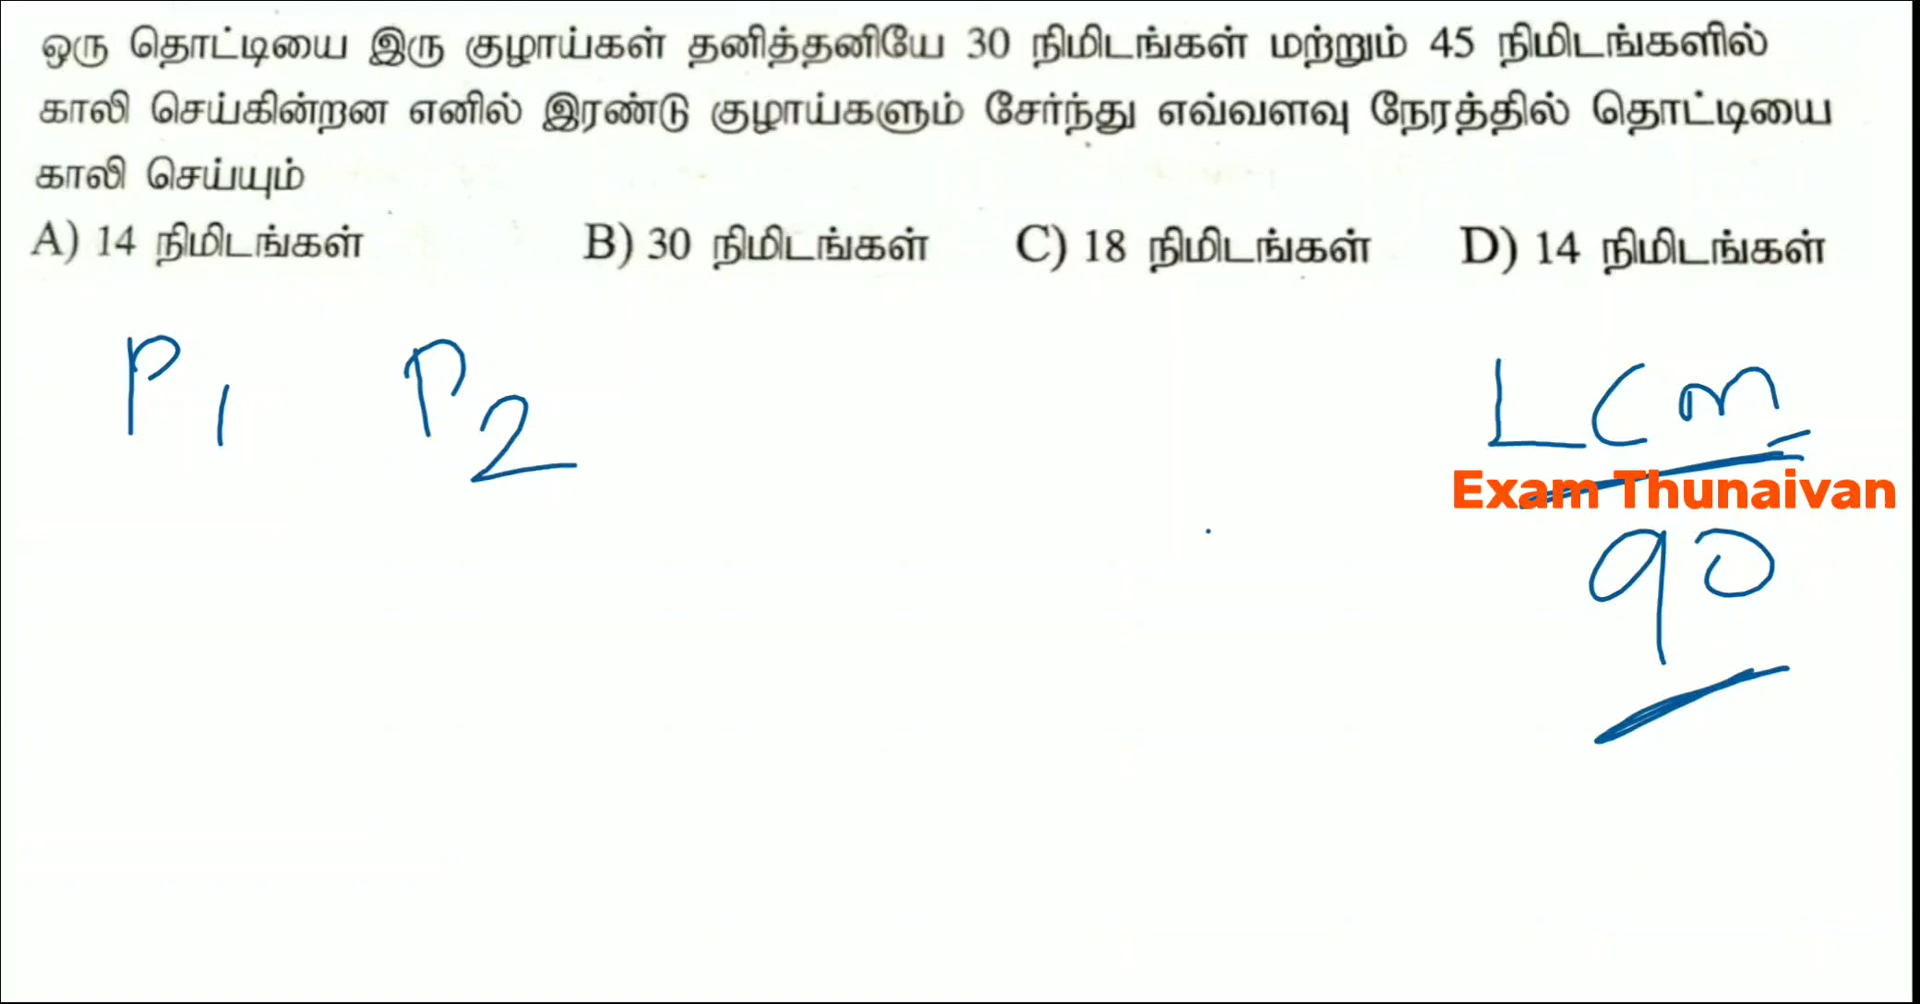 ஒரு தொட்டியை இரு குழாய்கள் தனித்தனியே 30 நிமிடங்கள் மற்றும் 45 நிமிடங்களில்
காலி செய்கின்றன எனில் இரண்டு குழாய்களும் சேர்ந்து எவ்வளவு நேரத்தில் தொட்டியை
காலி செய்யும்
A) 14 நிமிடங்கள் B) 30 நிமிடங்கள் C) 18 நிமிடங்கள் D) 14 நிமிடங்கள்
P1 P2 LCM
Exam Thunaivan
90